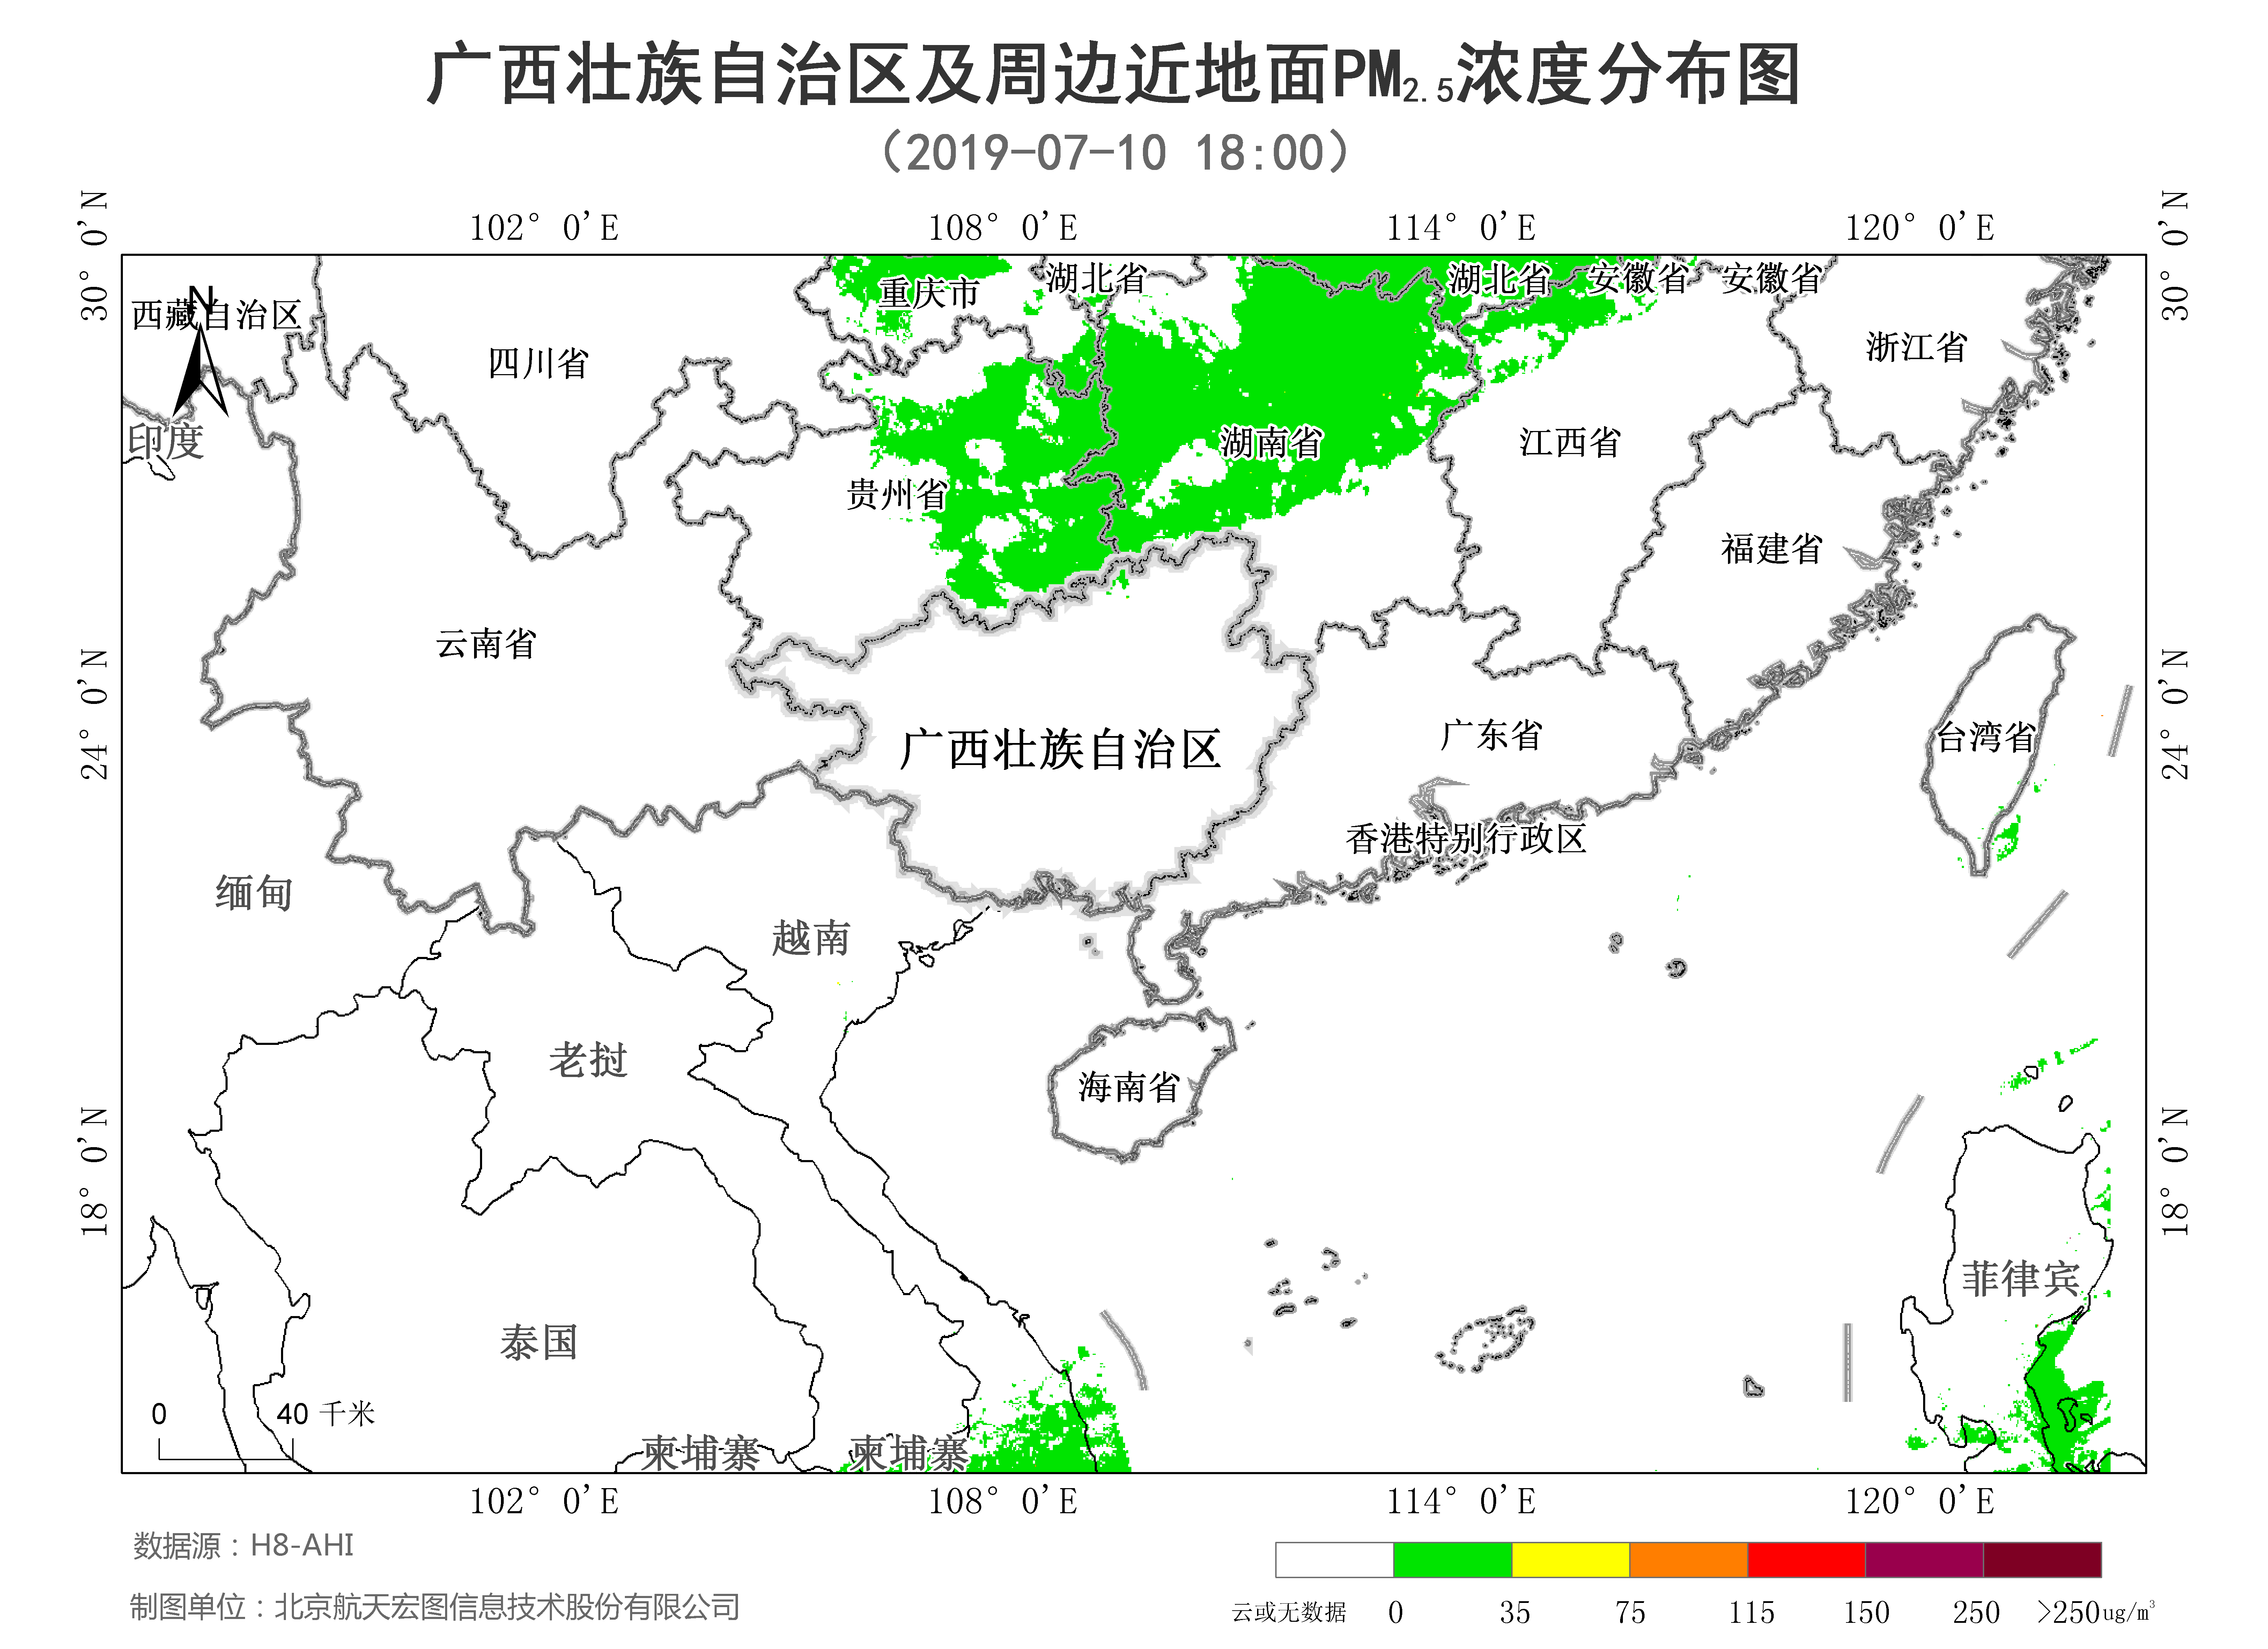 广西壮族自治区及周边近地面PM2.5浓度分布图
（2019-07-10 18:00）
102° 0'E 108° 0'E 114° 0'E 120° 0'E
30° 0'N 30° 0'N
N
西藏自治区
四川省
重庆市
湖北省
湖北省
安徽省
安徽省
浙江省
印度
贵州省
湖南省
江西省
福建省
云南省
24° 0'N 24° 0'N
广西壮族自治区
广东省
台湾省
香港特别行政区
缅甸
越南
老挝
海南省
18° 0'N 18° 0'N
菲律宾
泰国
0 40 千米
柬埔寨
柬埔寨
102° 0'E 108° 0'E 114° 0'E 120° 0'E
数据源：H8-AHI
制图单位：北京航天宏图信息技术股份有限公司
云或无数据 0 35 75 115 150 250 >250 ug/m³